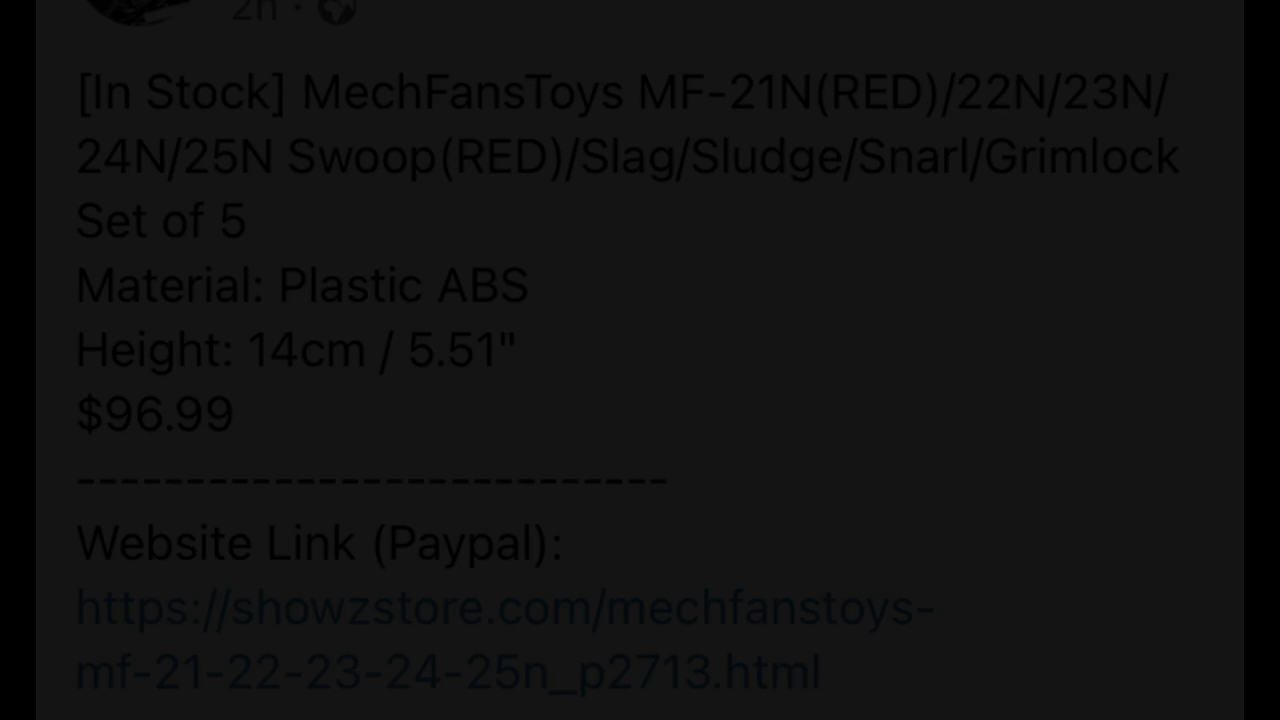 2h ·
[In Stock] MechFansToys MF-21N(RED)/22N/23N/
24N/25N Swoop(RED)/Slag/Sludge/Snarl/Grimlock
Set of 5
Material: Plastic ABS
Height: 14cm / 5.51"
$96.99
----------------------------
Website Link (Paypal):
https://showzstore.com/mechfanstoys-
mf-21-22-23-24-25n_p2713.html